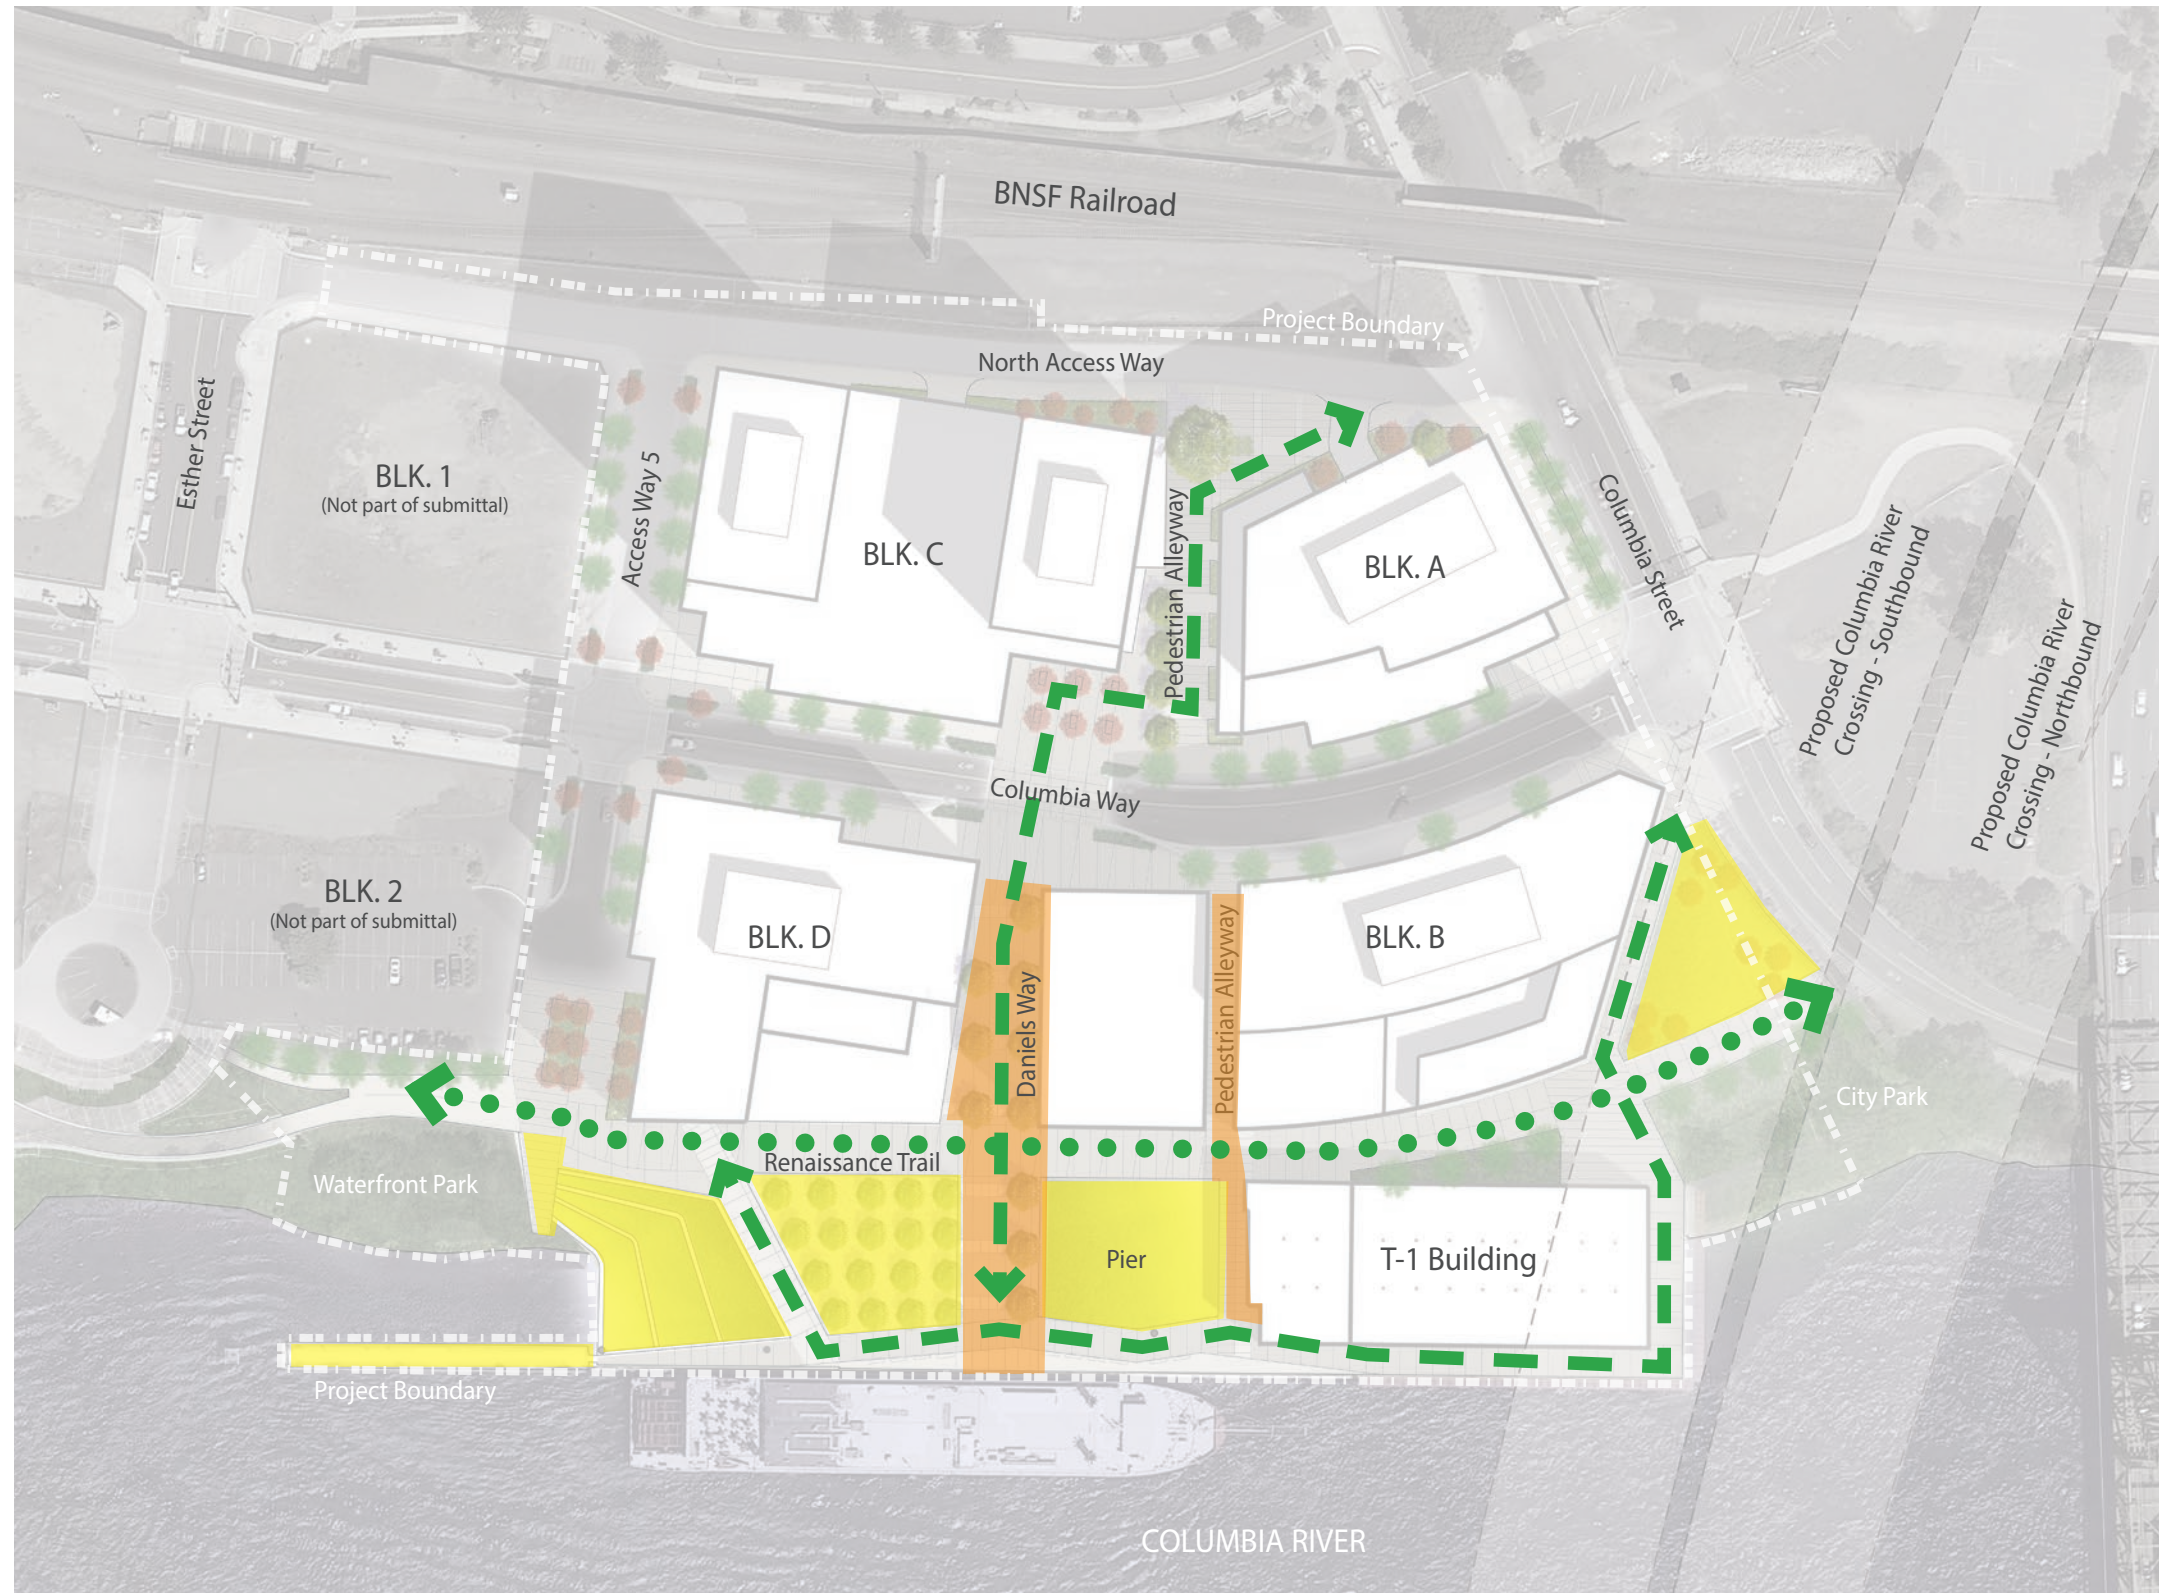 BNSF Railroad
Project Boundary
North Access Way
Esther Street
BLK. 1
(Not part of submittal)
Access Way 5
BLK. C
Pedestrian Alleyway
BLK. A
Columbia Street
Proposed Columbia River
Crossing - Southbound
Proposed Columbia River
Crossing - Northbound
Columbia Way
BLK. 2
(Not part of submittal)
BLK. D
Daniels Way
Pedestrian Alleyway
BLK. B
City Park
Waterfront Park
Renaissance Trail
Pier
T-1 Building
Project Boundary
COLUMBIA RIVER